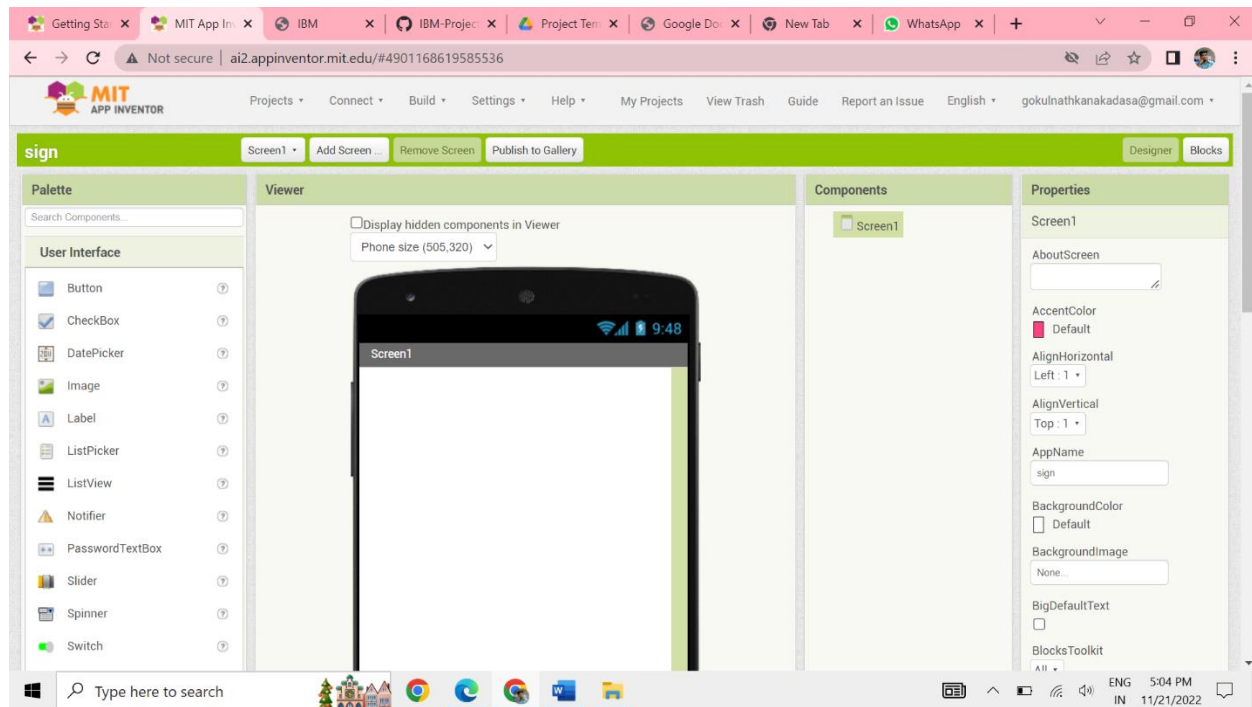 Getting Sta
MIT App Inv
IBM
IBM-Projec
Project Tem
Google Doc
New Tab
WhatsApp
Not secure | ai2.appinventor.mit.edu/#4901168619585536
MIT
APP INVENTOR
Projects
Connect
Build
Settings
Help
My Projects
View Trash
Guide
Report an Issue
English
gokulnathkanakadasa@gmail.com
sign
Screen1
Add Screen ...
Remove Screen
Publish to Gallery
Designer
Blocks
Palette
Search Components...
User Interface
Button
CheckBox
DatePicker
Image
Label
ListPicker
ListView
Notifier
PasswordTextBox
Slider
Spinner
Switch
Viewer
Display hidden components in Viewer
Phone size (505,320)
9:48
Screen1
Components
Screen1
Properties
Screen1
AboutScreen
AccentColor
Default
AlignHorizontal
Left : 1
AlignVertical
Top : 1
AppName
sign
BackgroundColor
Default
BackgroundImage
None...
BigDefaultText
BlocksToolkit
All
Type here to search
ENG
IN
5:04 PM
11/21/2022